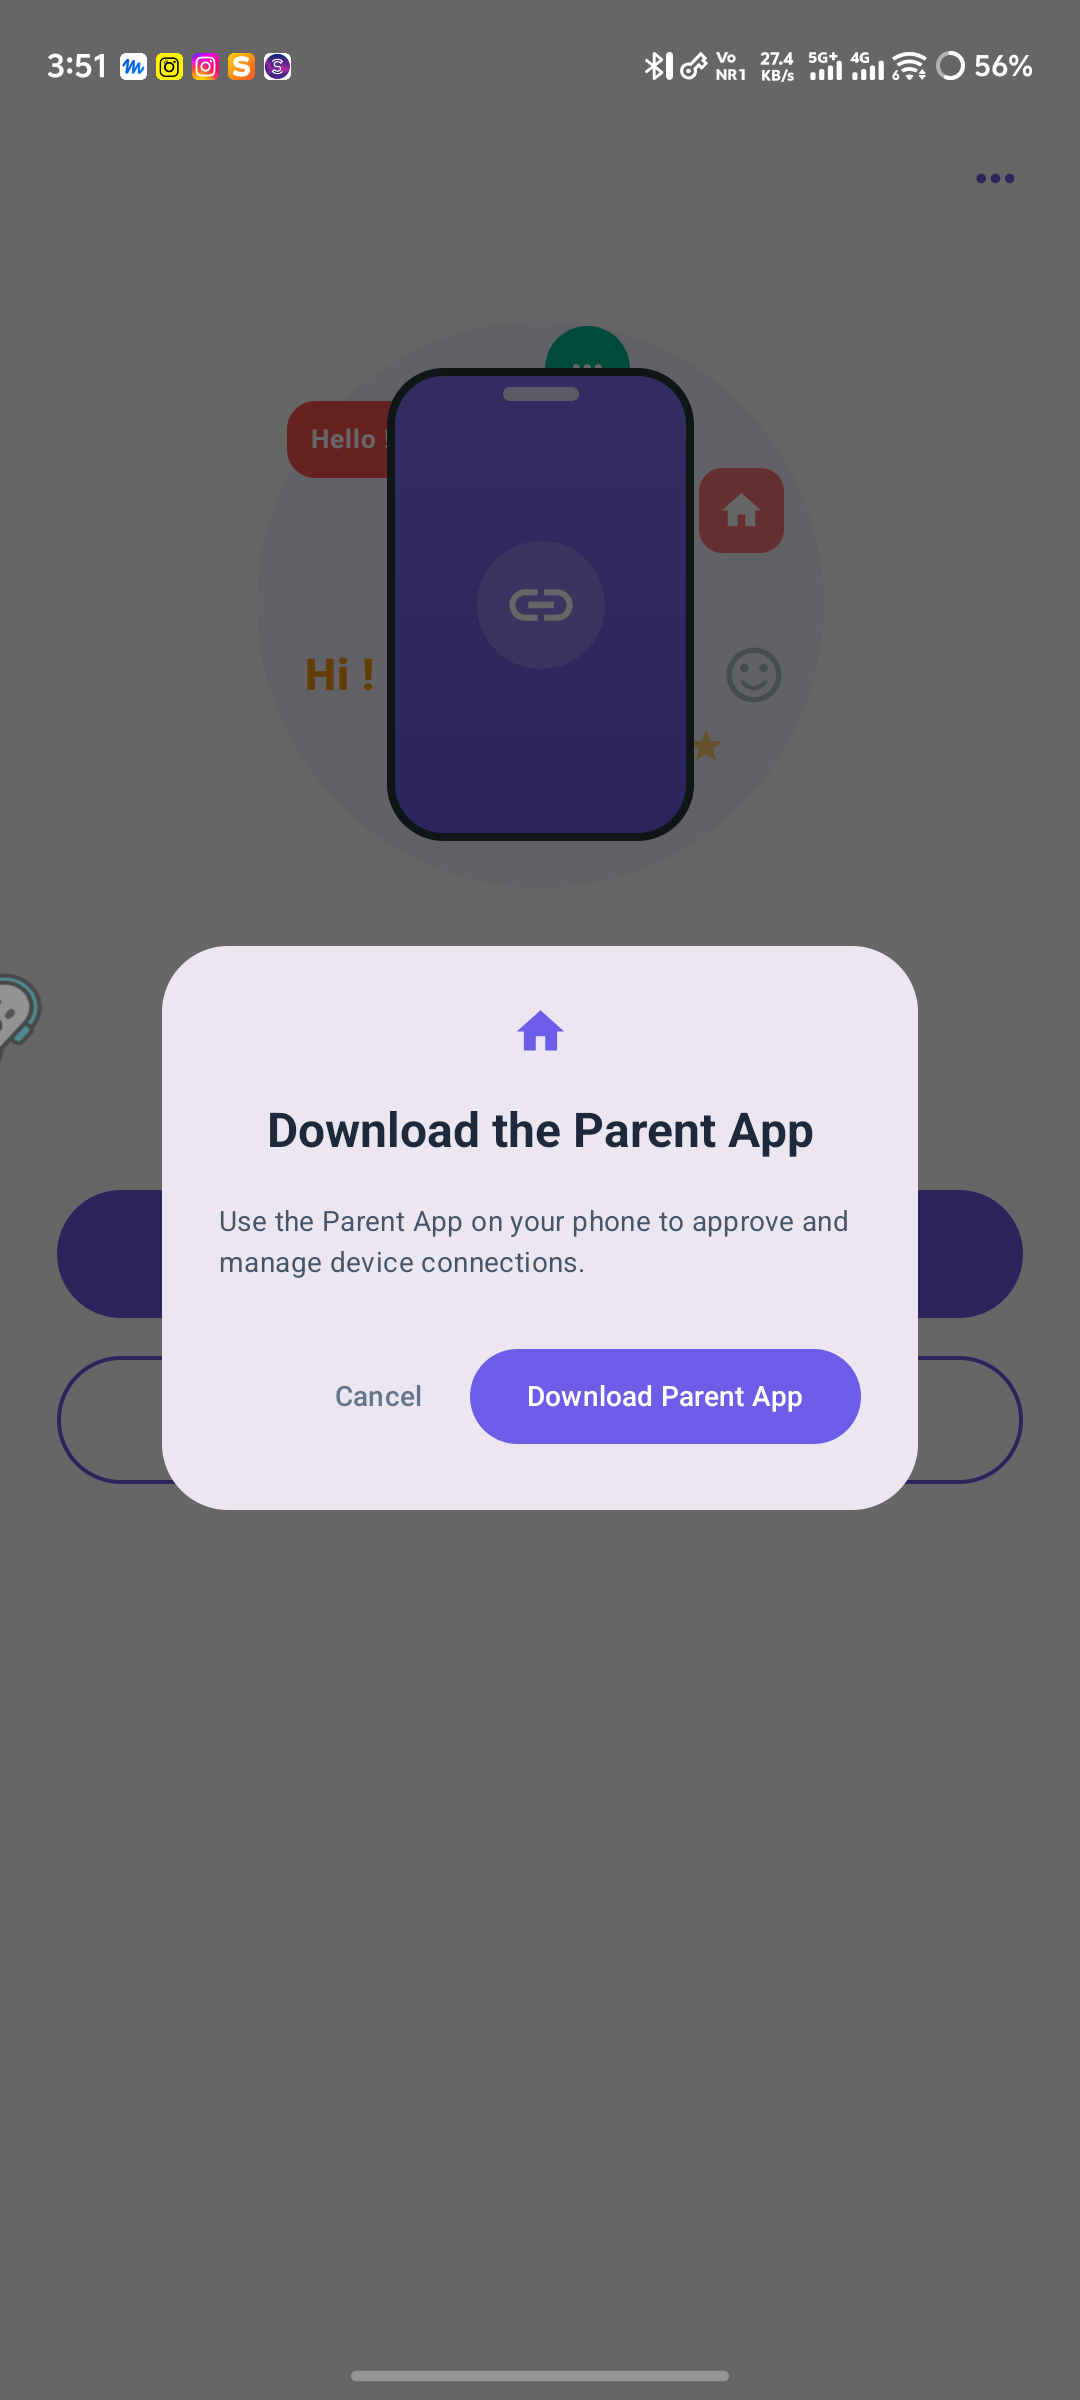 3:51
Vo
NR1
27.4
KB/s
5G+
4G
6
56%
Hello !
Hi !
Download the Parent App
Use the Parent App on your phone to approve and
manage device connections.
Cancel
Download Parent App